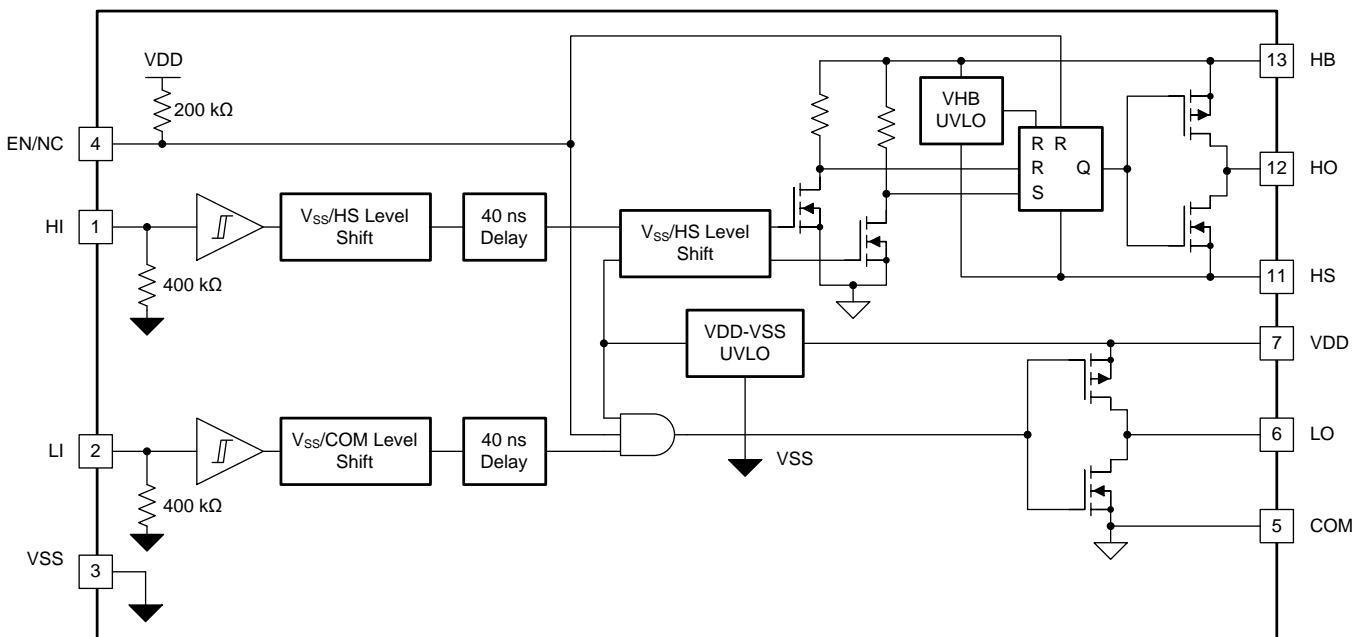 VDD
200 kΩ
EN/NC
4
HI
1
400 kΩ
VSS/HS Level
Shift
40 ns
Delay
VSS/HS Level
Shift
VHB
UVLO
R R
R Q
S
13 HB
12 HO
11 HS
VDD-VSS
UVLO
VSS
7 VDD
6 LO
5 COM
LI
2
400 kΩ
VSS/COM Level
Shift
40 ns
Delay
VSS
3